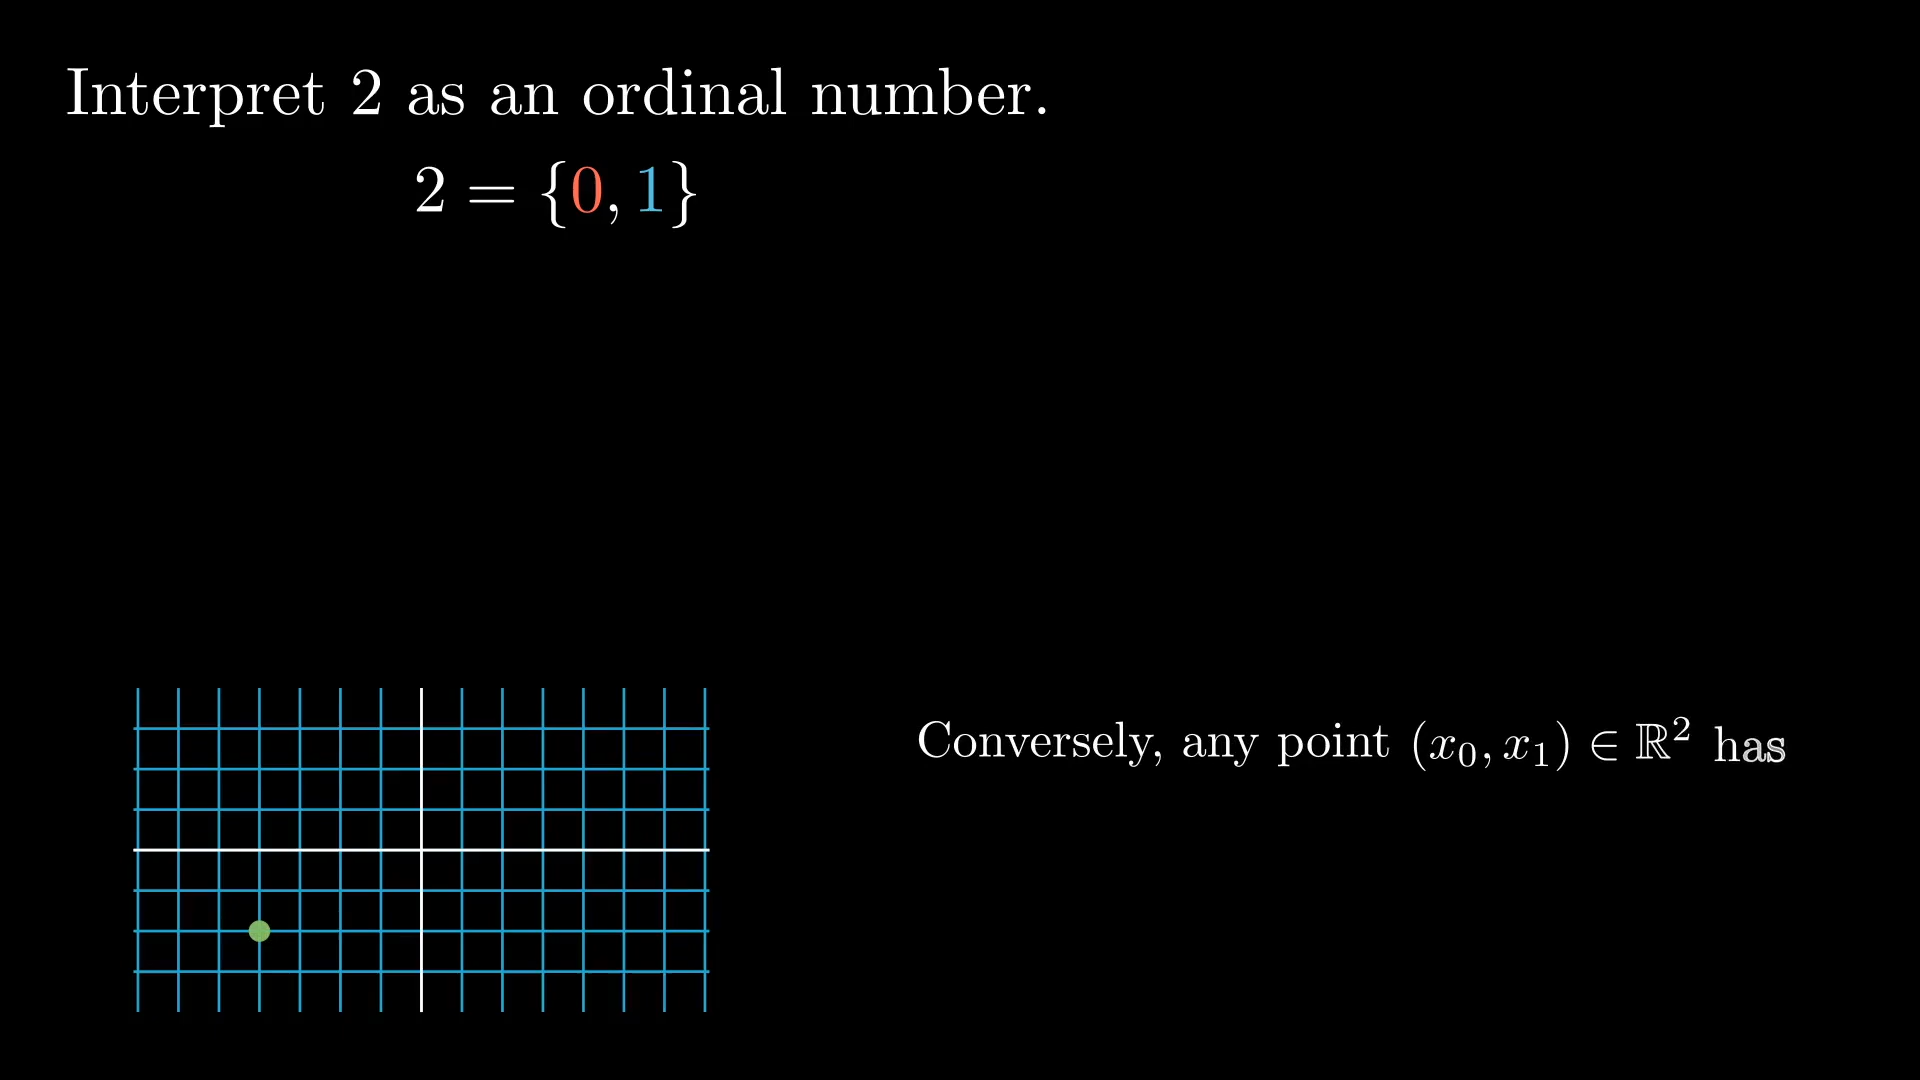 Interpret 2 as an ordinal number.
2 = {0, 1}
Conversely, any point (x₀, x₁) ∈ ℝ² has